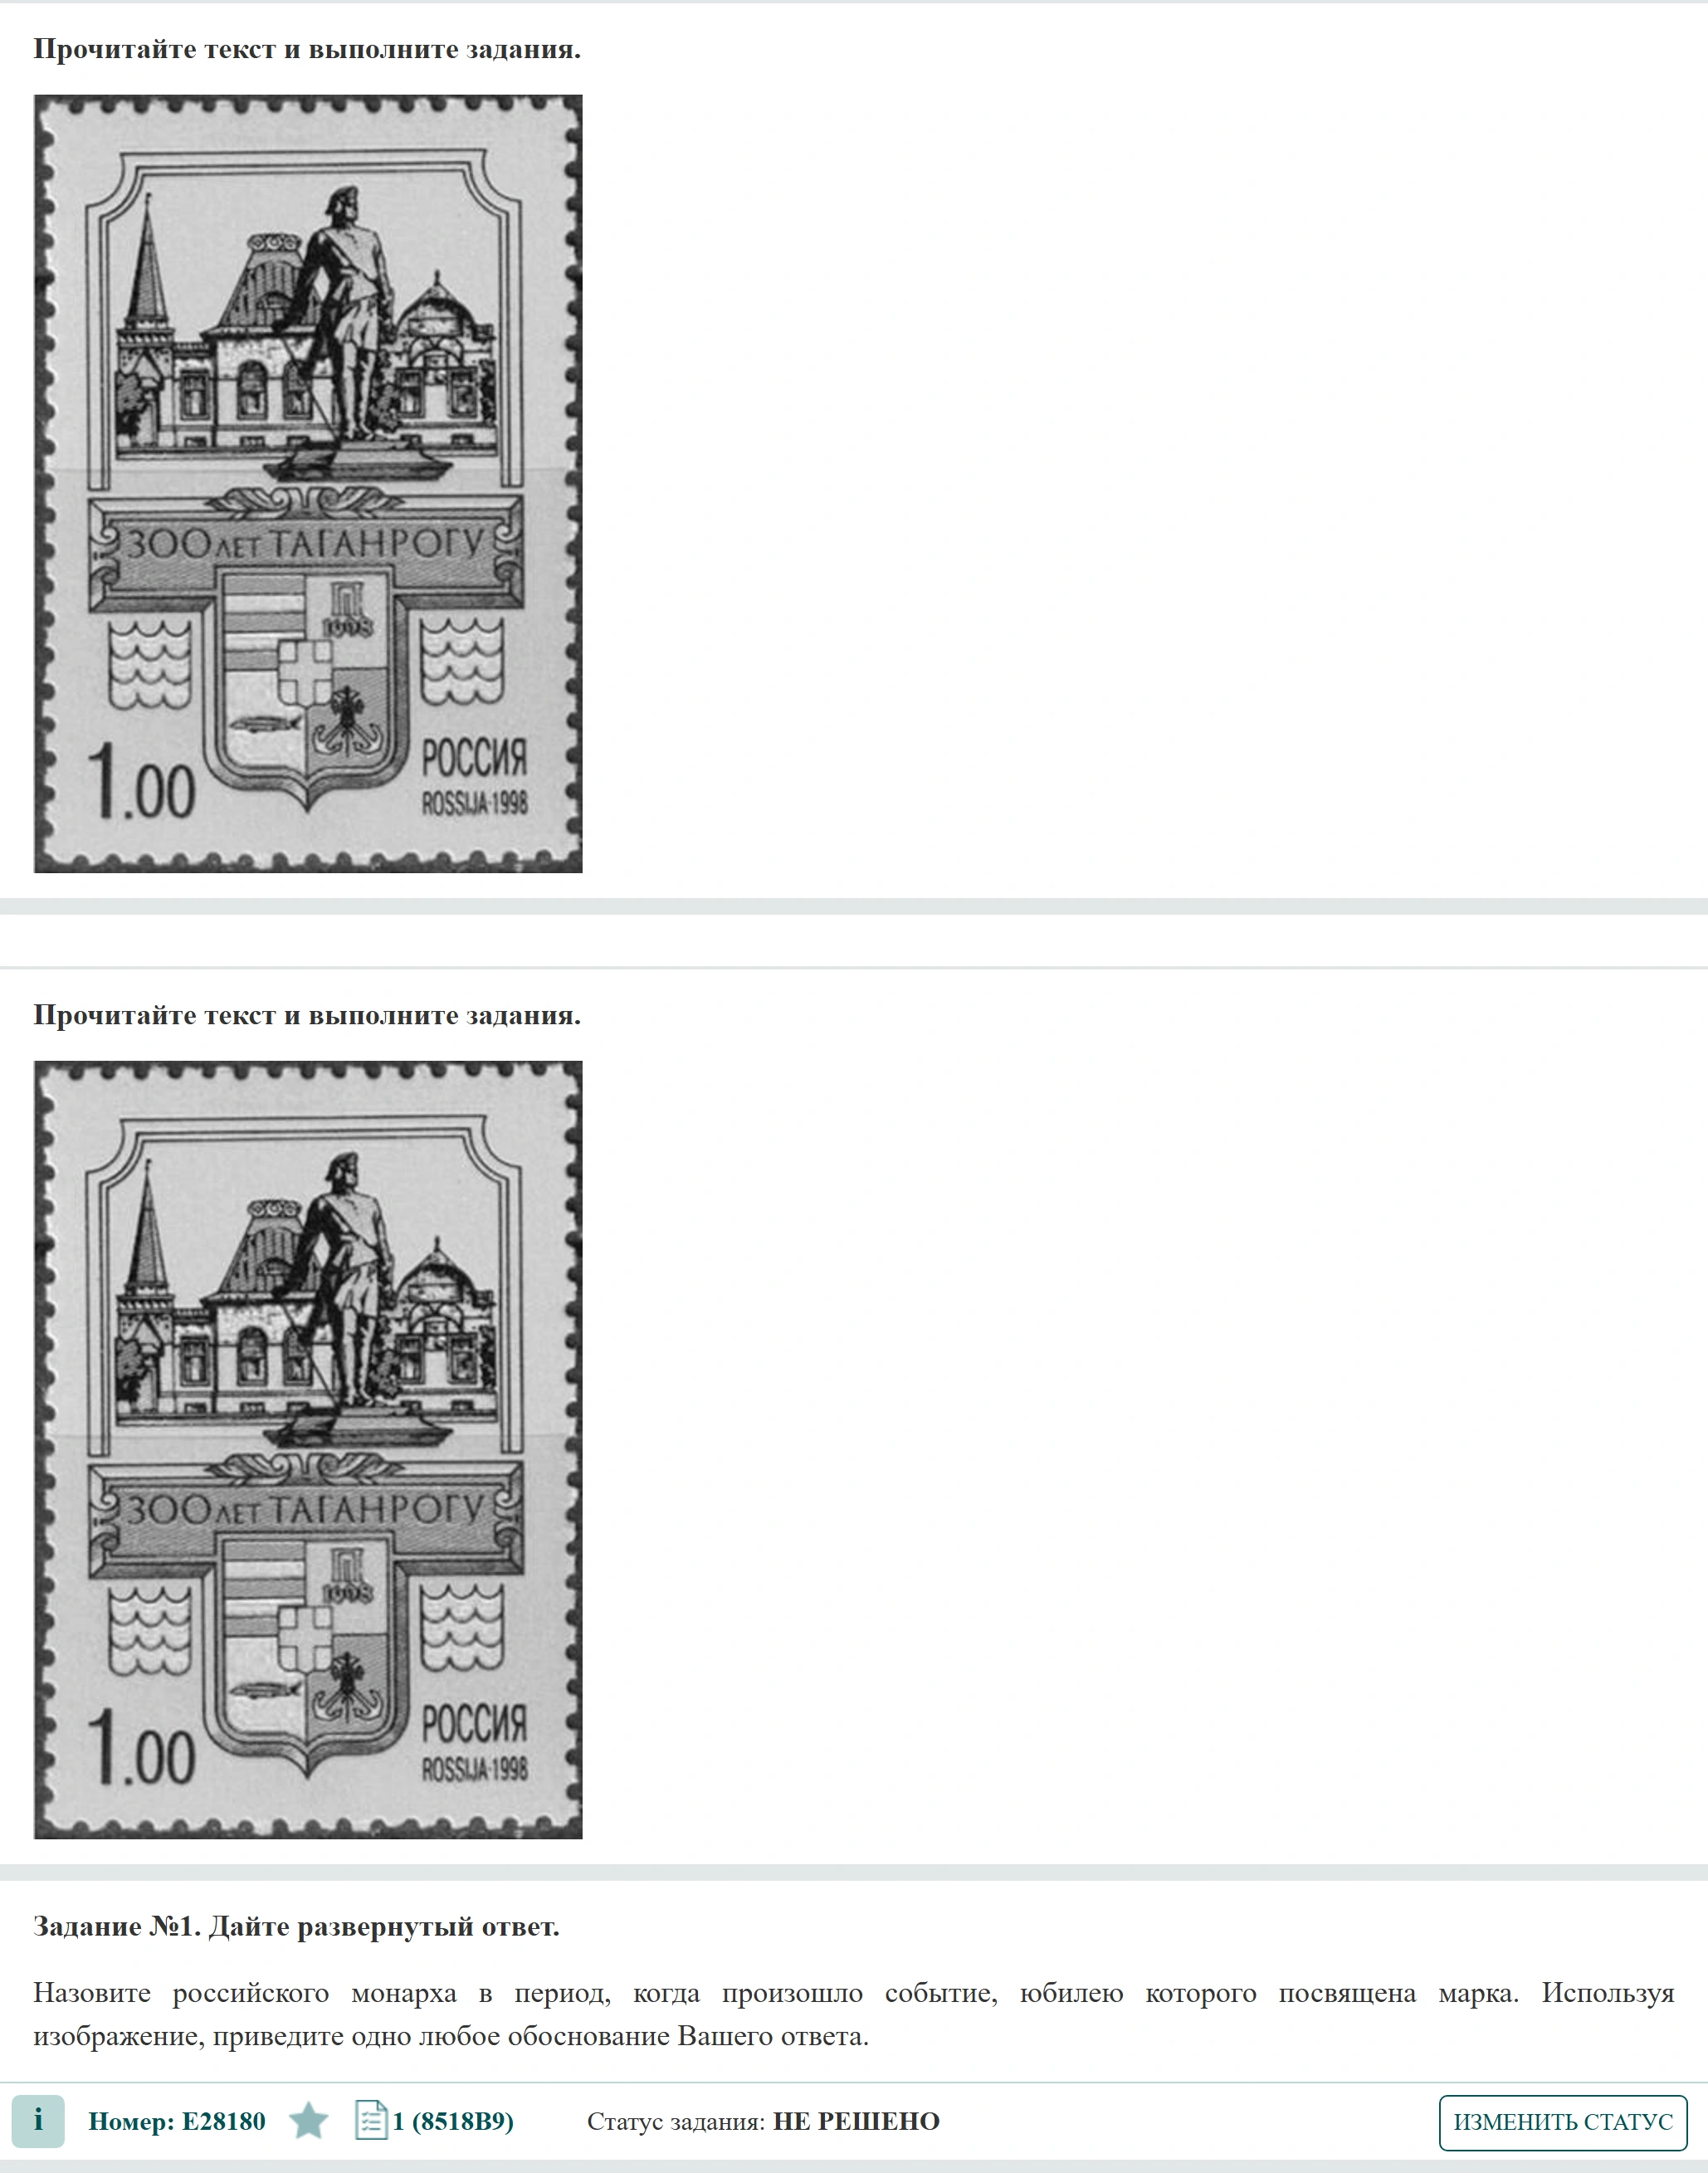 Прочитайте текст и выполните задания.
300 ЛЕТ ТАГАНРОГУ
П
1698
1.00
РОССИЯ
ROSSIJA·1998
Прочитайте текст и выполните задания.
300 ЛЕТ ТАГАНРОГУ
П
1698
1.00
РОССИЯ
ROSSIJA·1998
Задание №1. Дайте развернутый ответ.
Назовите российского монарха в период, когда произошло событие, юбилею которого посвящена марка. Используя
изображение, приведите одно любое обоснование Вашего ответа.
i Номер: E28180 1 (8518B9) Статус задания: НЕ РЕШЕНО ИЗМЕНИТЬ СТАТУС